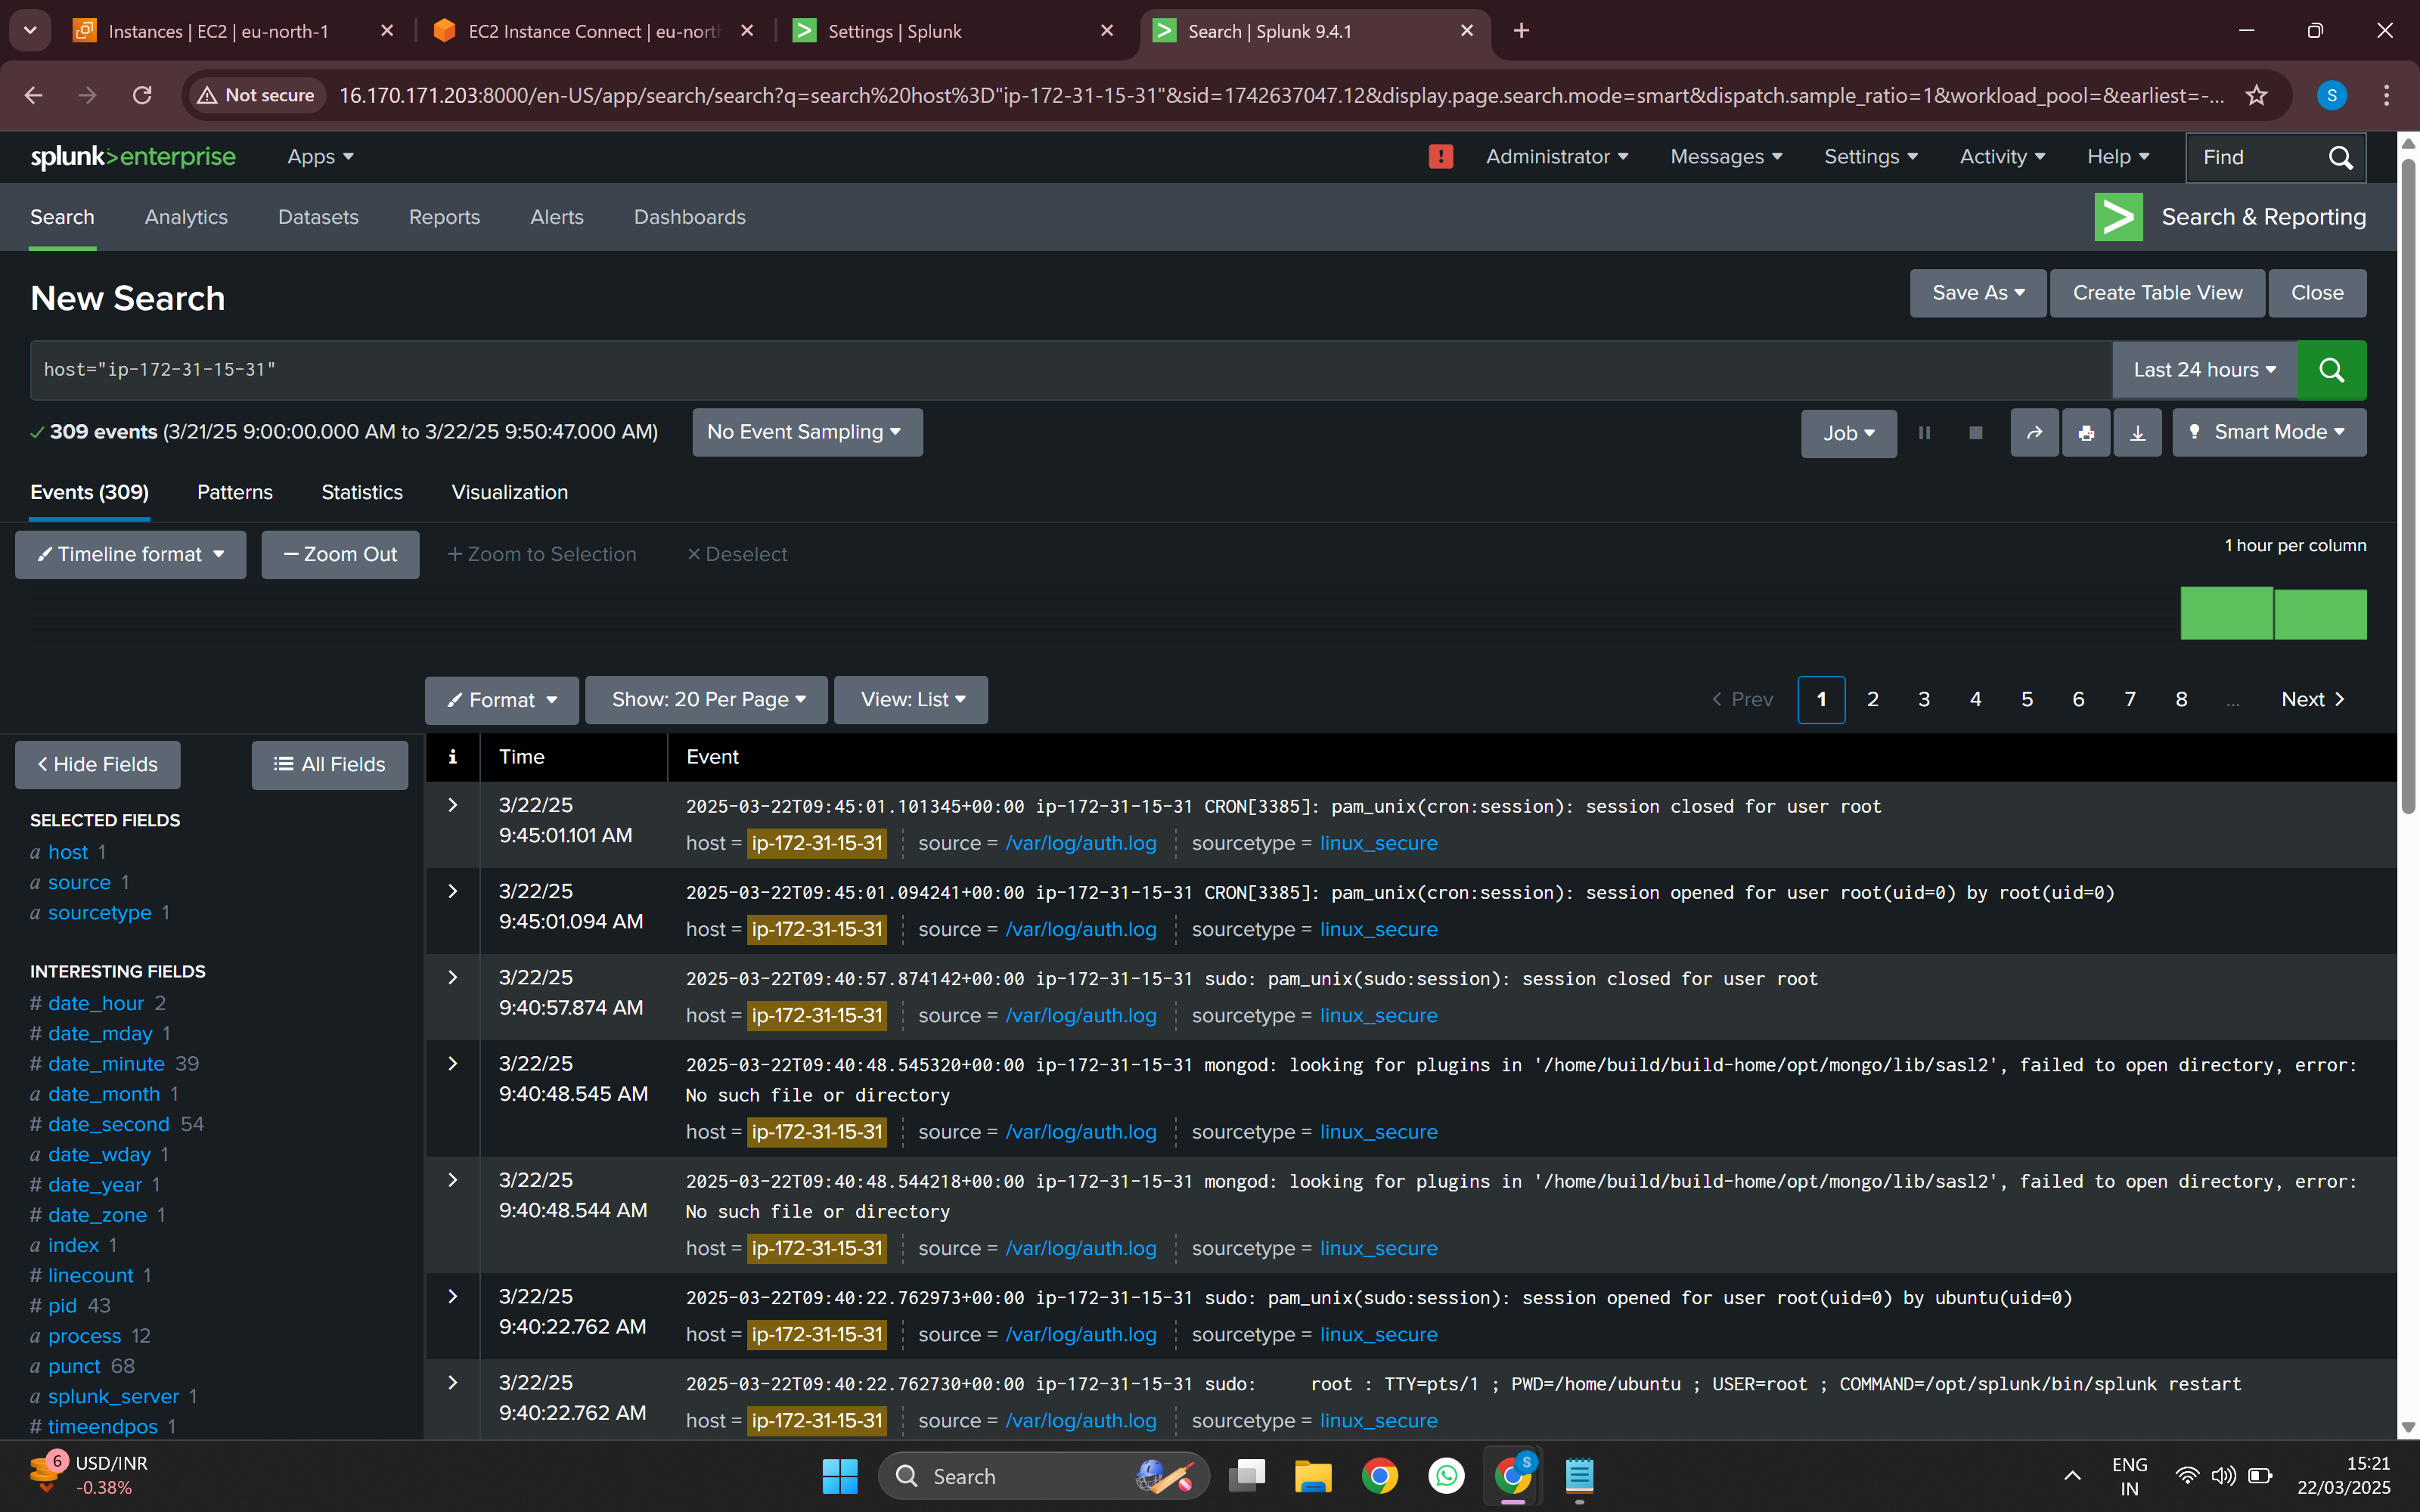 Instances | EC2 | eu-north-1
EC2 Instance Connect | eu-nort
Settings | Splunk
Search | Splunk 9.4.1
Not secure
16.170.171.203:8000/en-US/app/search/search?q=search%20host%3D"ip-172-31-15-31"&sid=1742637047.12&display.page.search.mode=smart&dispatch.sample_ratio=1&workload_pool=&earliest=-...
S
splunk>enterprise Apps
! Administrator Messages Settings Activity Help Find
Search Analytics Datasets Reports Alerts Dashboards
> Search & Reporting
New Search
Save As Create Table View Close
host="ip-172-31-15-31"
Last 24 hours
✓ 309 events (3/21/25 9:00:00.000 AM to 3/22/25 9:50:47.000 AM) No Event Sampling
Job Smart Mode
Events (309) Patterns Statistics Visualization
Timeline format — Zoom Out + Zoom to Selection × Deselect
1 hour per column
Format Show: 20 Per Page View: List
< Prev 1 2 3 4 5 6 7 8 ... Next >
< Hide Fields All Fields
SELECTED FIELDS
a host 1
a source 1
a sourcetype 1
INTERESTING FIELDS
# date_hour 2
# date_mday 1
# date_minute 39
a date_month 1
# date_second 54
a date_wday 1
# date_year 1
# date_zone 1
a index 1
# linecount 1
# pid 43
a process 12
a punct 68
a splunk_server 1
# timeendpos 1
i Time Event
3/22/25
9:45:01.101 AM
2025-03-22T09:45:01.101345+00:00 ip-172-31-15-31 CRON[3385]: pam_unix(cron:session): session closed for user root
host = ip-172-31-15-31 source = /var/log/auth.log sourcetype = linux_secure
3/22/25
9:45:01.094 AM
2025-03-22T09:45:01.094241+00:00 ip-172-31-15-31 CRON[3385]: pam_unix(cron:session): session opened for user root(uid=0) by root(uid=0)
host = ip-172-31-15-31 source = /var/log/auth.log sourcetype = linux_secure
3/22/25
9:40:57.874 AM
2025-03-22T09:40:57.874142+00:00 ip-172-31-15-31 sudo: pam_unix(sudo:session): session closed for user root
host = ip-172-31-15-31 source = /var/log/auth.log sourcetype = linux_secure
3/22/25
9:40:48.545 AM
2025-03-22T09:40:48.545320+00:00 ip-172-31-15-31 mongod: looking for plugins in '/home/build/build-home/opt/mongo/lib/sasl2', failed to open directory, error:
No such file or directory
host = ip-172-31-15-31 source = /var/log/auth.log sourcetype = linux_secure
3/22/25
9:40:48.544 AM
2025-03-22T09:40:48.544218+00:00 ip-172-31-15-31 mongod: looking for plugins in '/home/build/build-home/opt/mongo/lib/sasl2', failed to open directory, error:
No such file or directory
host = ip-172-31-15-31 source = /var/log/auth.log sourcetype = linux_secure
3/22/25
9:40:22.762 AM
2025-03-22T09:40:22.762973+00:00 ip-172-31-15-31 sudo: pam_unix(sudo:session): session opened for user root(uid=0) by ubuntu(uid=0)
host = ip-172-31-15-31 source = /var/log/auth.log sourcetype = linux_secure
3/22/25
9:40:22.762 AM
2025-03-22T09:40:22.762730+00:00 ip-172-31-15-31 sudo:     root : TTY=pts/1 ; PWD=/home/ubuntu ; USER=root ; COMMAND=/opt/splunk/bin/splunk restart
host = ip-172-31-15-31 source = /var/log/auth.log sourcetype = linux_secure
6
USD/INR
-0.38%
Search
S
ENG
IN
15:21
22/03/2025